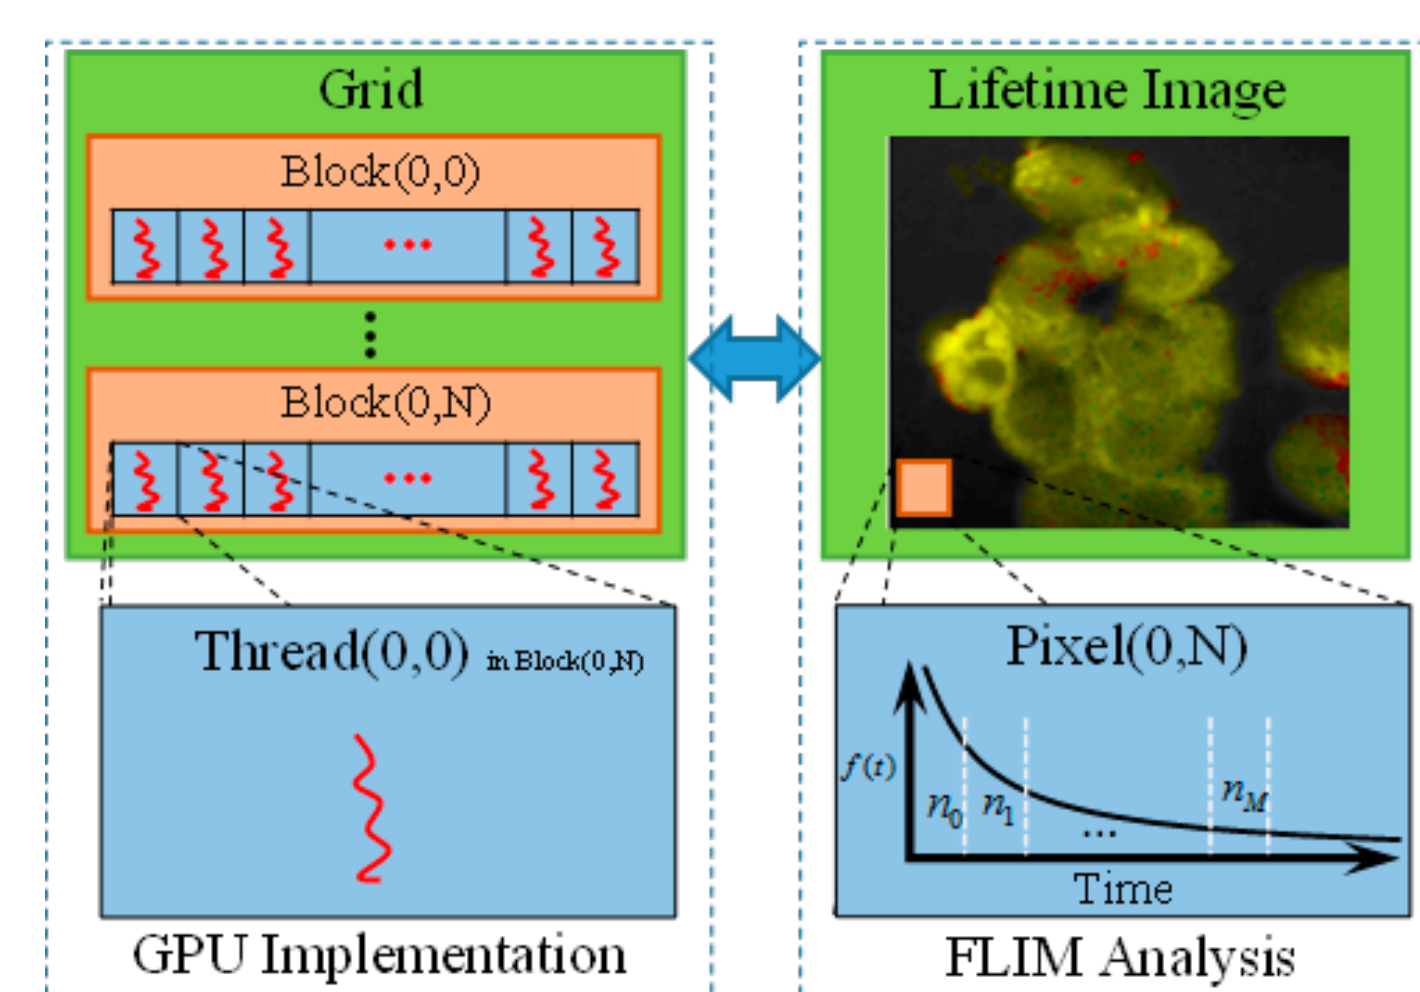 Grid
Block(0,0)
...
Block(0,N)
...
Thread(0,0) in Block(0,N)
GPU Implementation
Lifetime Image
Pixel(0,N)
f(t)
n0 n1 ... nM
Time
FLIM Analysis